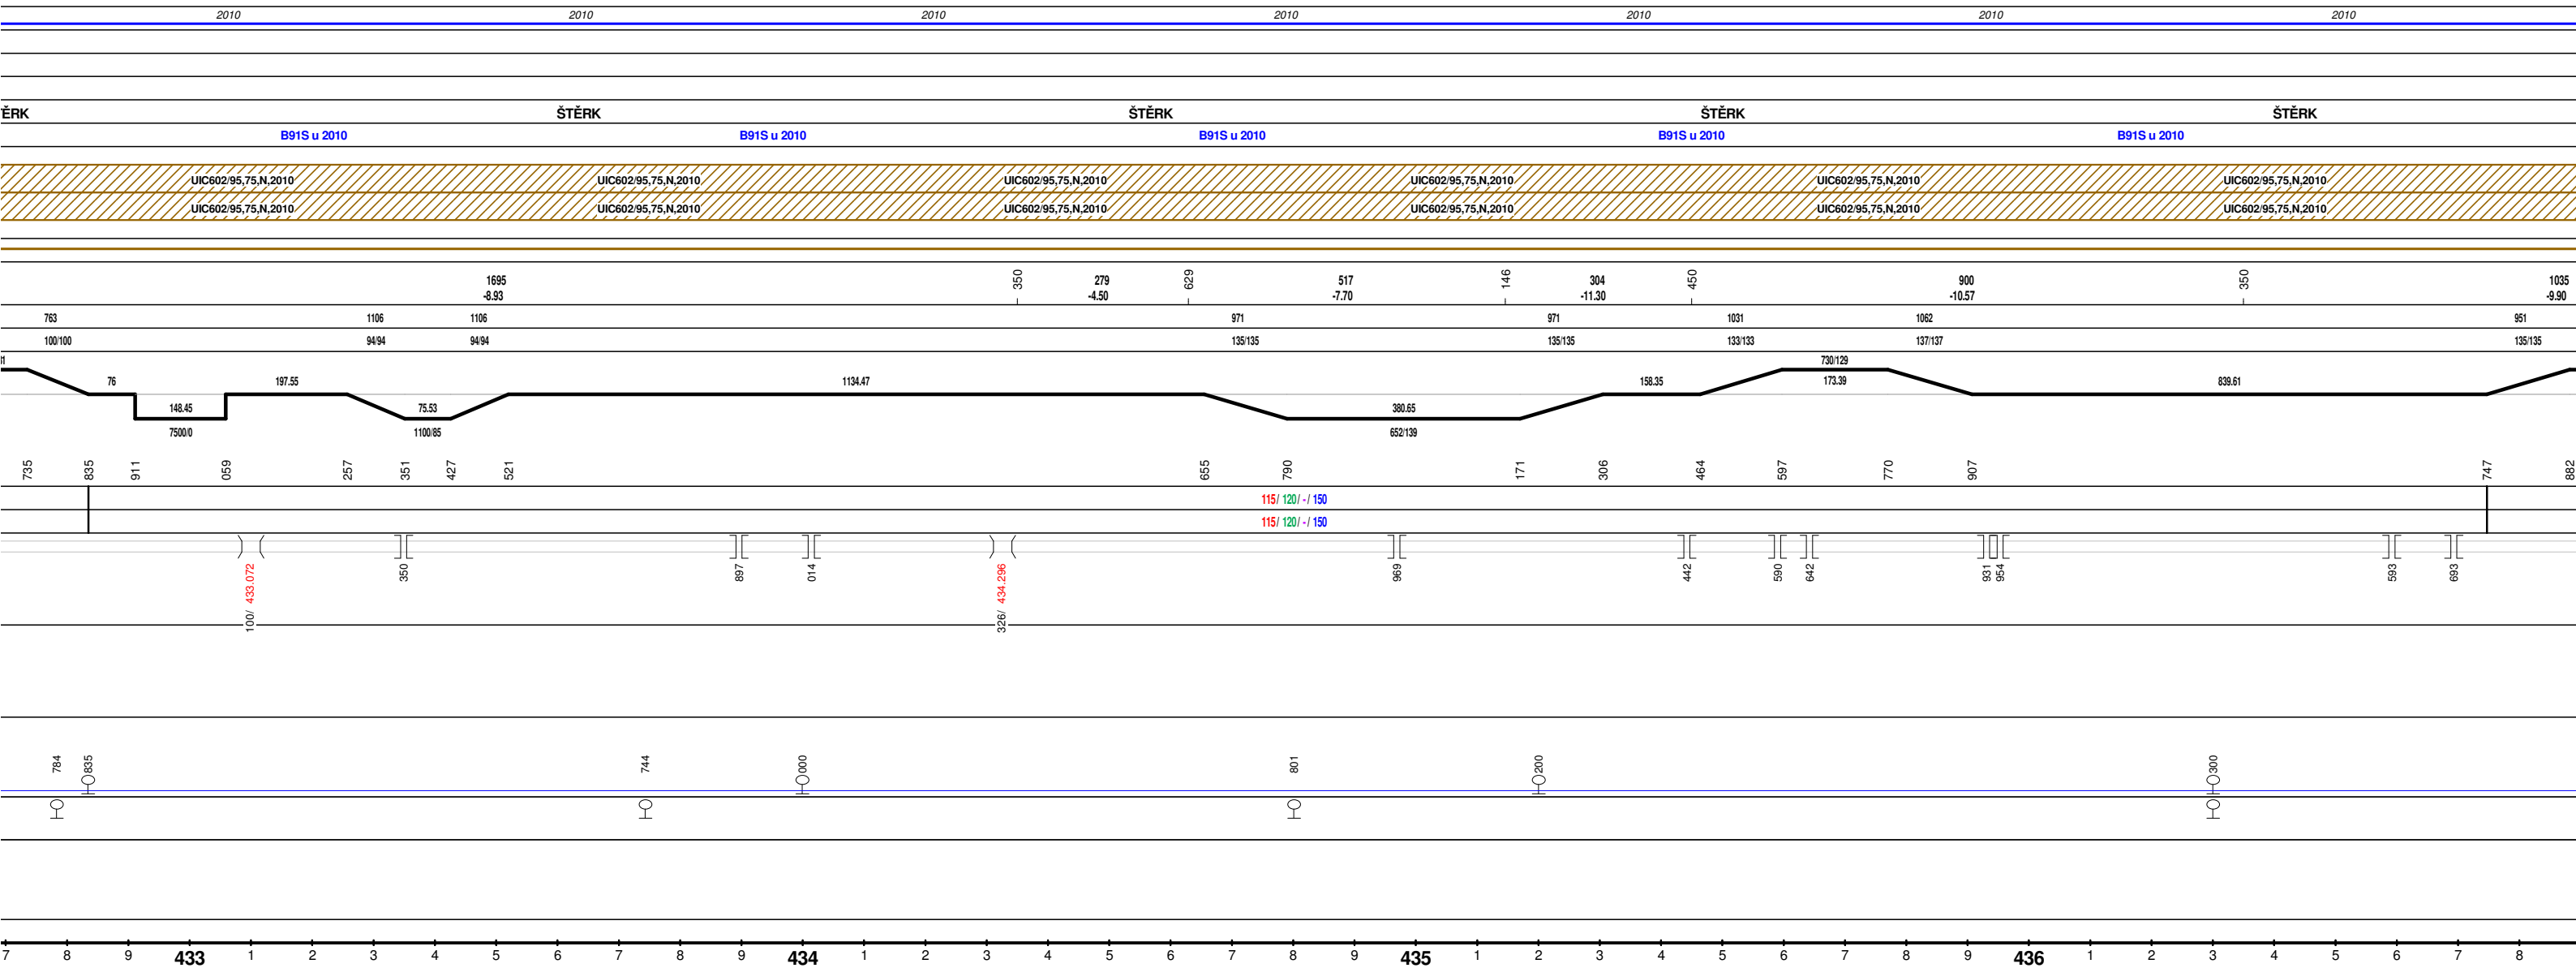 2010 2010 2010 2010 2010 2010 2010
ĚRK ŠTĚRK ŠTĚRK ŠTĚRK ŠTĚRK
B91S u 2010 B91S u 2010 B91S u 2010 B91S u 2010 B91S u 2010
UIC602/95,75,N,2010 UIC602/95,75,N,2010 UIC602/95,75,N,2010 UIC602/95,75,N,2010 UIC602/95,75,N,2010 UIC602/95,75,N,2010
UIC602/95,75,N,2010 UIC602/95,75,N,2010 UIC602/95,75,N,2010 UIC602/95,75,N,2010 UIC602/95,75,N,2010 UIC602/95,75,N,2010
1695 350 279 629 517 146 304 450 900 350 1035
-8.93 -4.50 -7.70 -11.30 -10.57 -9.90
763 1106 1106 971 971 1031 1062 951
100/100 94/94 94/94 135/135 135/135 133/133 137/137 135/135
730/129
76 197.55 1134.47 158.35 173.39 839.61
148.45 75.53 380.65
7500/0 1100/85 652/139
735 835 911 059 257 351 427 521 655 790 171 306 464 597 770 907 747 882
115/ 120/ -/ 150
115/ 120/ -/ 150
100/ 433.072 350 897 014 326/ 434.296 969 442 590 642 931 954 593 693
784 835 744 000 801 200 300
7 8 9 433 1 2 3 4 5 6 7 8 9 434 1 2 3 4 5 6 7 8 9 435 1 2 3 4 5 6 7 8 9 436 1 2 3 4 5 6 7 8